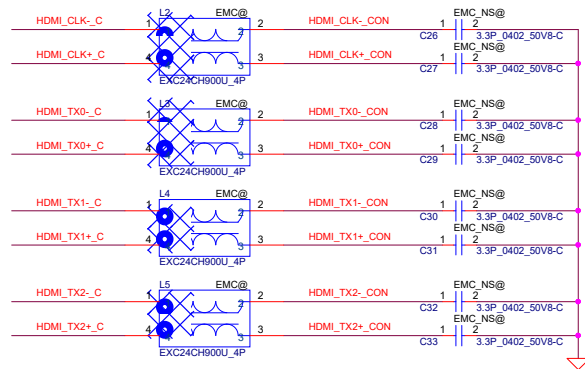 L2 EMC@ EMC_NS@
HDMI_CLK-_C 1 2 HDMI_CLK-_CON 1 2
C26 3.3P_0402_50V8-C
EMC_NS@
HDMI_CLK+_C 4 3 HDMI_CLK+_CON 1 2
EXC24CH900U_4P C27 3.3P_0402_50V8-C
L3 EMC@ EMC_NS@
HDMI_TX0-_C 1 2 HDMI_TX0-_CON 1 2
C28 3.3P_0402_50V8-C
EMC_NS@
HDMI_TX0+_C 4 3 HDMI_TX0+_CON 1 2
EXC24CH900U_4P C29 3.3P_0402_50V8-C
L4 EMC@ EMC_NS@
HDMI_TX1-_C 1 2 HDMI_TX1-_CON 1 2
C30 3.3P_0402_50V8-C
EMC_NS@
HDMI_TX1+_C 4 3 HDMI_TX1+_CON 1 2
EXC24CH900U_4P C31 3.3P_0402_50V8-C
L5 EMC@ EMC_NS@
HDMI_TX2-_C 1 2 HDMI_TX2-_CON 1 2
C32 3.3P_0402_50V8-C
EMC_NS@
HDMI_TX2+_C 4 3 HDMI_TX2+_CON 1 2
EXC24CH900U_4P C33 3.3P_0402_50V8-C